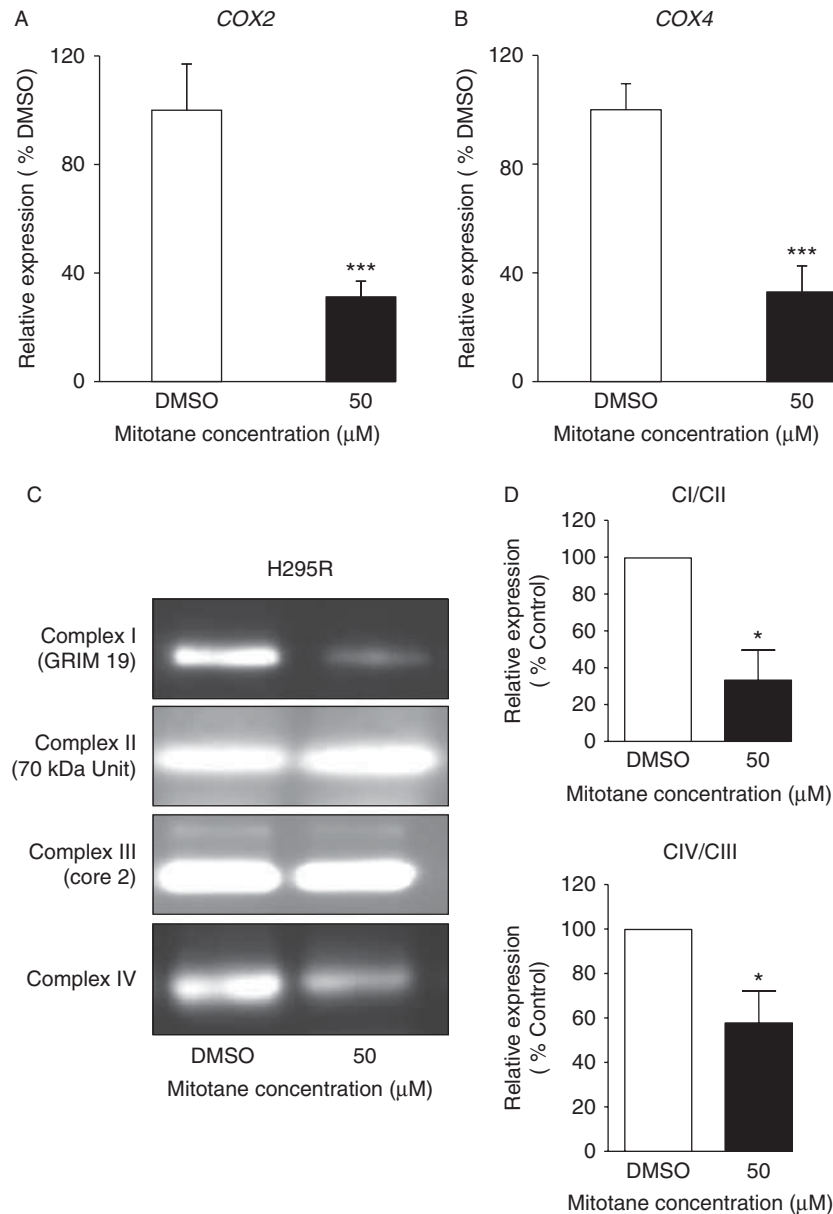 A
COX2
Relative expression ( % DMSO)
120
80
40
0
***
DMSO
50
Mitotane concentration (μM)
B
COX4
Relative expression ( % DMSO)
120
80
40
0
***
DMSO
50
Mitotane concentration (μM)
C
H295R
Complex I
(GRIM 19)
Complex II
(70 kDa Unit)
Complex III
(core 2)
Complex IV
DMSO
50
Mitotane concentration (μM)
D
CI/CII
Relative expression
( % Control)
120
100
80
60
40
20
0
*
DMSO
50
Mitotane concentration (μM)
CIV/CIII
Relative expression
( % Control)
120
100
80
60
40
20
0
*
DMSO
50
Mitotane concentration (μM)